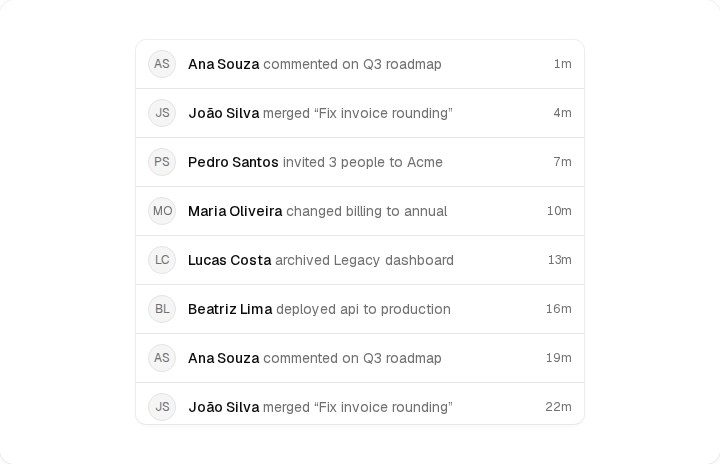 AS Ana Souza commented on Q3 roadmap 1m
JS João Silva merged “Fix invoice rounding” 4m
PS Pedro Santos invited 3 people to Acme 7m
MO Maria Oliveira changed billing to annual 10m
LC Lucas Costa archived Legacy dashboard 13m
BL Beatriz Lima deployed api to production 16m
AS Ana Souza commented on Q3 roadmap 19m
JS João Silva merged “Fix invoice rounding” 22m